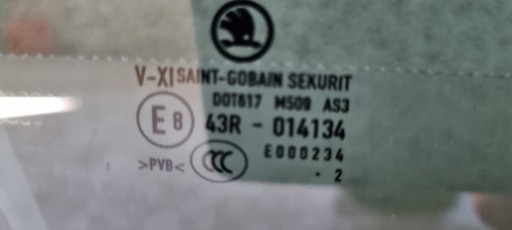 V-XI SAINT-GOBAIN SEKURIT
DOT617 M509 AS3
E8 43R - 014134
E000234
>PVB< CCC
· 2